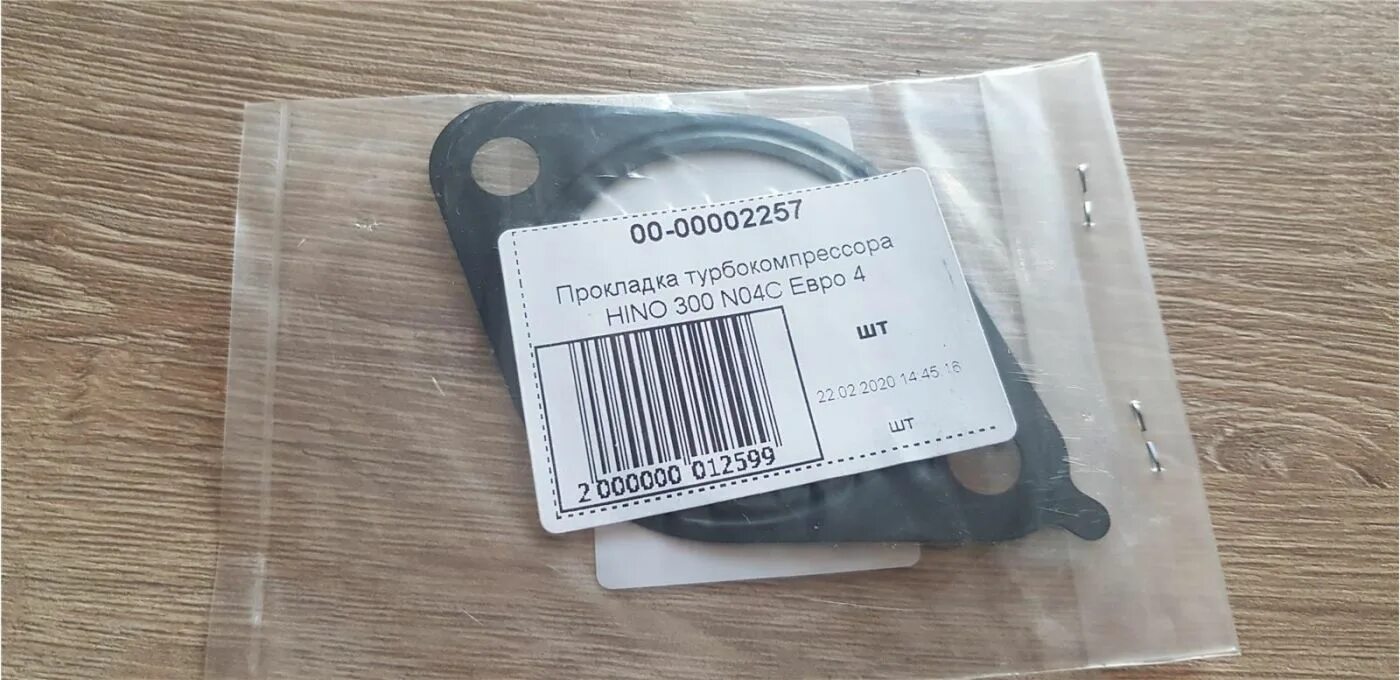 00-00002257
Прокладка турбокомпрессора
HINO 300 N04C Евро 4
шт
22.02.2020 14:45:16
шт
2 000000 012599